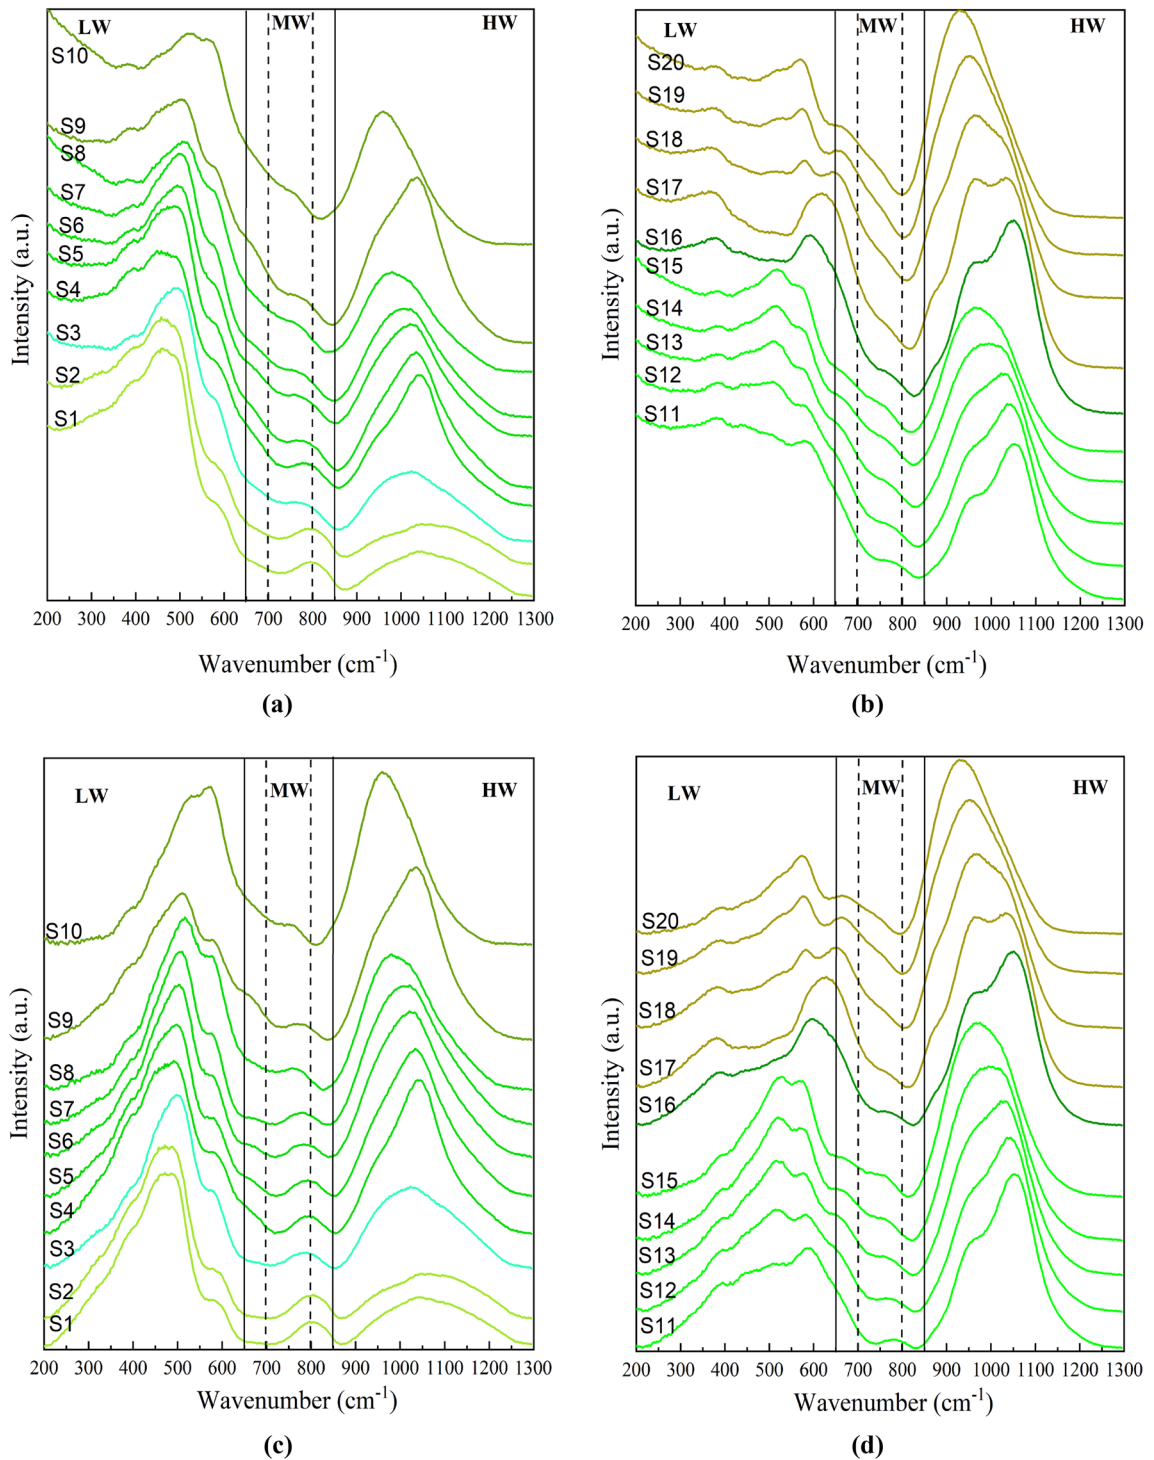 LW MW HW
S10
S9
S8
S7
S6
S5
S4
S3
S2
S1
Intensity (a.u.)
200 300 400 500 600 700 800 900 1000 1100 1200 1300
Wavenumber (cm-1)
(a)
LW MW HW
S20
S19
S18
S17
S16
S15
S14
S13
S12
S11
Intensity (a.u.)
200 300 400 500 600 700 800 900 1000 1100 1200 1300
Wavenumber (cm-1)
(b)
LW MW HW
S10
S9
S8
S7
S6
S5
S4
S3
S2
S1
Intensity (a.u.)
200 300 400 500 600 700 800 900 1000 1100 1200 1300
Wavenumber (cm-1)
(c)
LW MW HW
S20
S19
S18
S17
S16
S15
S14
S13
S12
S11
Intensity (a.u.)
200 300 400 500 600 700 800 900 1000 1100 1200 1300
Wavenumber (cm-1)
(d)